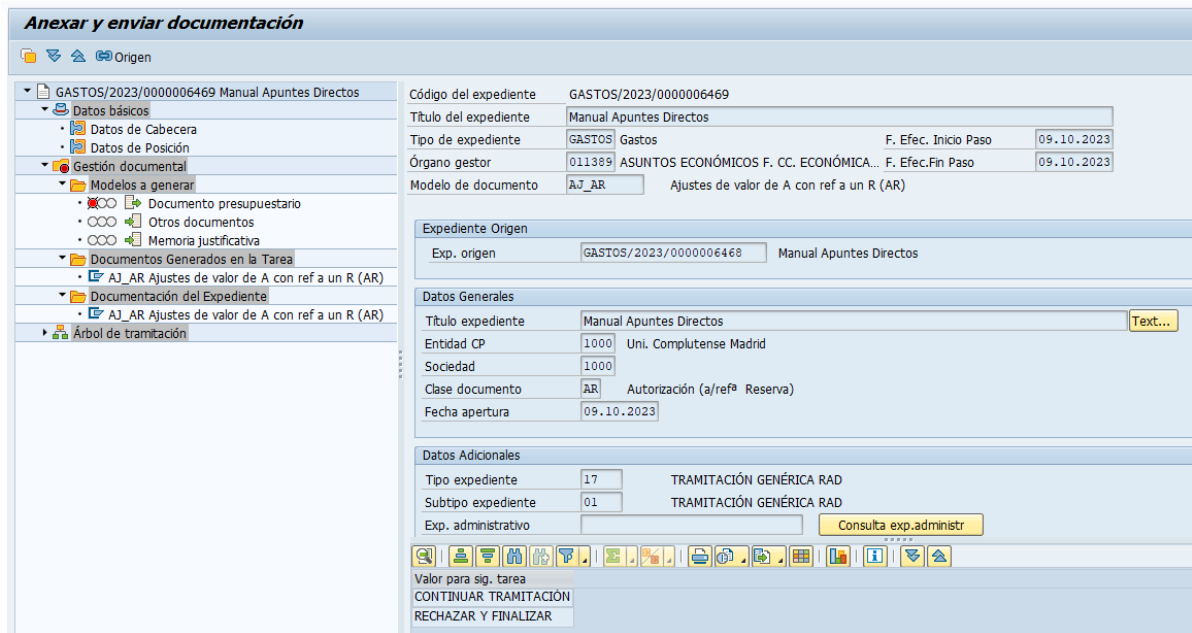 Anexar y enviar documentación
Origen
GASTOS/2023/0000006469 Manual Apuntes Directos
Datos básicos
Datos de Cabecera
Datos de Posición
Gestión documental
Modelos a generar
Documento presupuestario
Otros documentos
Memoria justificativa
Documentos Generados en la Tarea
AJ_AR Ajustes de valor de A con ref a un R (AR)
Documentación del Expediente
AJ_AR Ajustes de valor de A con ref a un R (AR)
Árbol de tramitación
Código del expediente GASTOS/2023/0000006469
Título del expediente Manual Apuntes Directos
Tipo de expediente GASTOS Gastos F. Efec. Inicio Paso 09.10.2023
Órgano gestor 011389 ASUNTOS ECONÓMICOS F. CC. ECONÓMICA... F. Efec.Fin Paso 09.10.2023
Modelo de documento AJ_AR Ajustes de valor de A con ref a un R (AR)
Expediente Origen
Exp. origen GASTOS/2023/0000006468 Manual Apuntes Directos
Datos Generales
Título expediente Manual Apuntes Directos Text...
Entidad CP 1000 Uni. Complutense Madrid
Sociedad 1000
Clase documento AR Autorización (a/refª Reserva)
Fecha apertura 09.10.2023
Datos Adicionales
Tipo expediente 17 TRAMITACIÓN GENÉRICA RAD
Subtipo expediente 01 TRAMITACIÓN GENÉRICA RAD
Exp. administrativo Consulta exp.administr
Valor para sig. tarea
CONTINUAR TRAMITACIÓN
RECHAZAR Y FINALIZAR